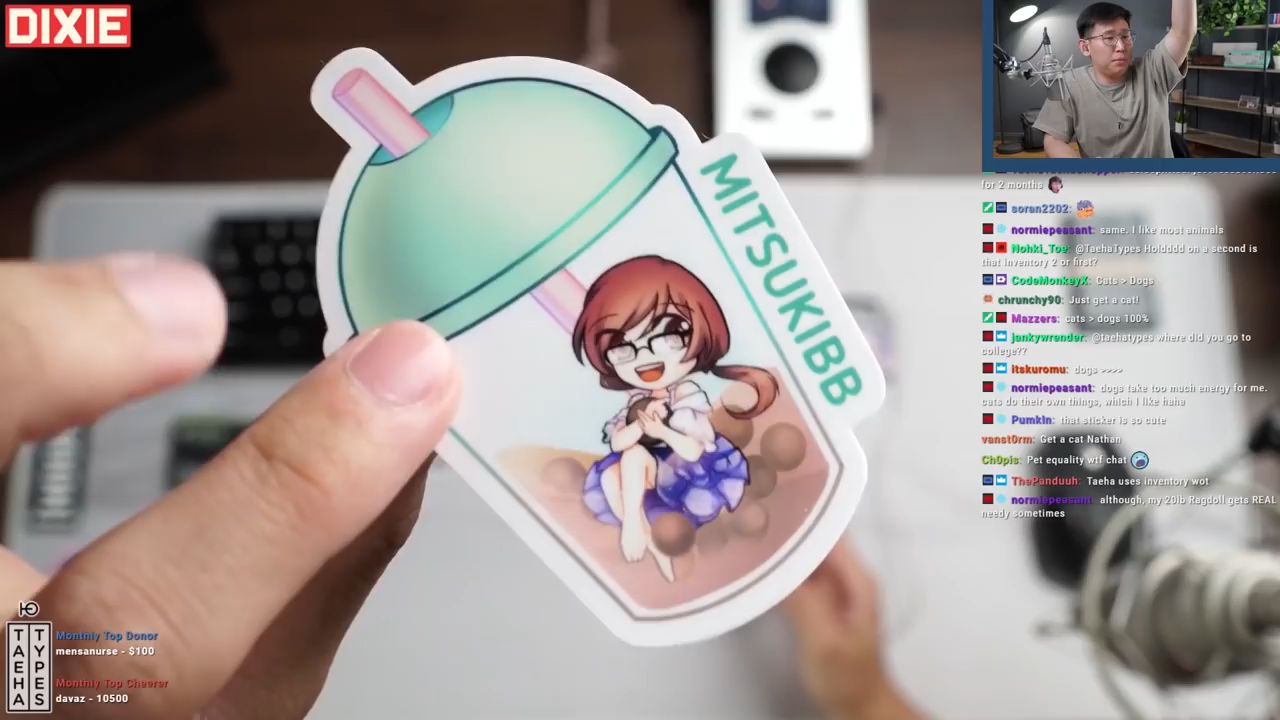 DIXIE
MITSUKIBB
for 2 months
soran2202:
normiepeasant: same. I like most animals
Nohki_Toe: @TaehaTypes Holdddd on a second is
that inventory 2 or first?
CodeMonkeyX: Cats > Dogs
chrunchy90: Just get a cat!
Mazzers: cats > dogs 100%
jankywrender: @taehatypes where did you go to
college??
itskuromu: dogs >>>>
normiepeasant: dogs take too much energy for me.
cats do their own things, which I like haha
PumkIn: that sticker is so cute
vanst0rm: Get a cat Nathan
Ch0pis: Pet equality wtf chat
ThePanduuh: Taeha uses inventory wot
normiepeasant: although, my 20lb Ragdoll gets REAL
needy sometimes
TAEHA
TYPES
Monthly Top Donor
mensanurse - $100
Monthly Top Cheerer
davaz - 10500